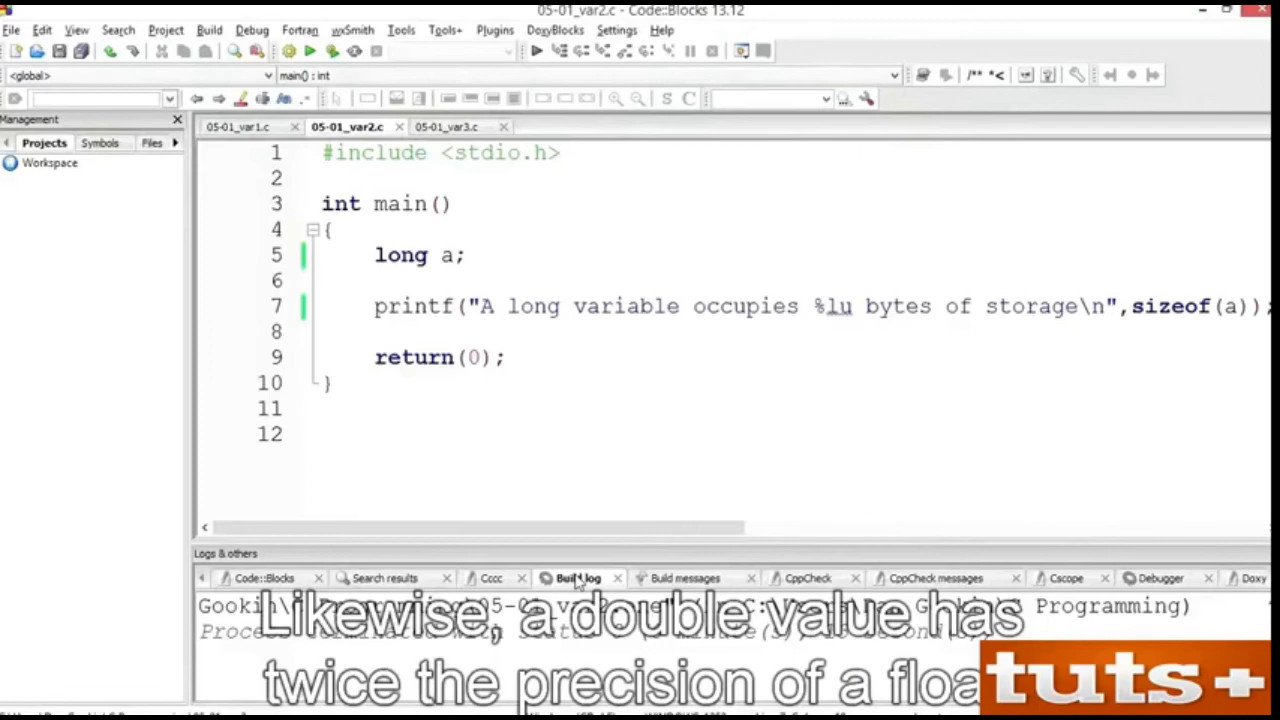 05-01_var2.c - Code::Blocks 13.12
File Edit View Search Project Build Debug Fortran wxSmith Tools Tools+ Plugins DoxyBlocks Settings Help
<global> main() : int
Management
Projects Symbols Files
Workspace
05-01_var1.c 05-01_var2.c 05-01_var3.c
1 #include <stdio.h>
2
3 int main()
4 {
5 long a;
6
7 printf("A long variable occupies %lu bytes of storage\n",sizeof(a));
8
9 return(0);
10 }
11
12
Logs & others
Code::Blocks Search results Cccc Build log Build messages CppCheck CppCheck messages Cscope Debugger Doxy
Programming)
Likewise, a double value has
twice the precision of a
tuts+